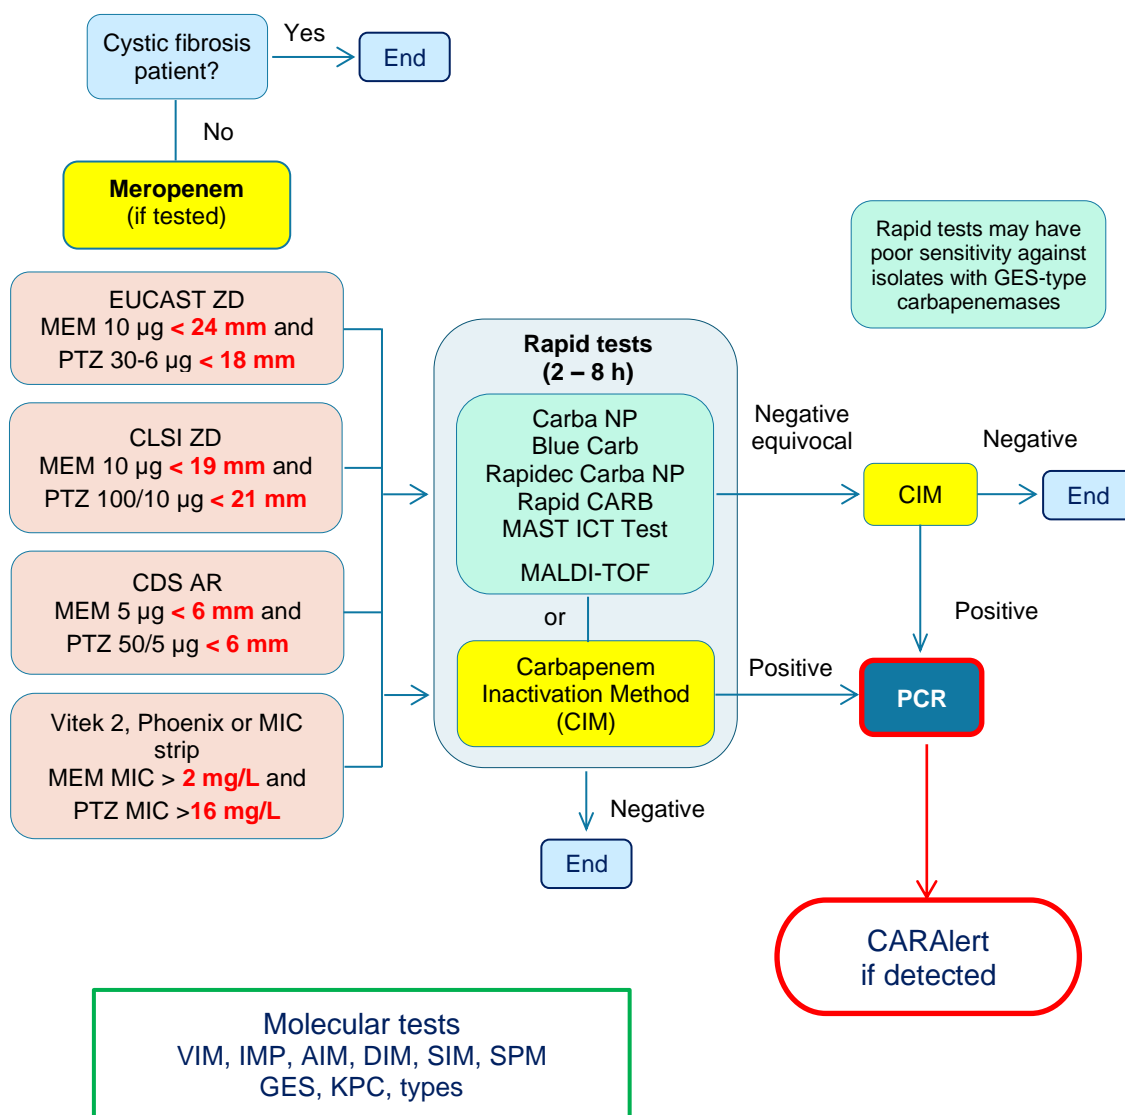 Cystic fibrosis
patient?
Yes
End
No
Meropenem
(if tested)
Rapid tests may have
poor sensitivity against
isolates with GES-type
carbapenemases
EUCAST ZD
MEM 10 µg < 24 mm and
PTZ 30-6 µg < 18 mm
CLSI ZD
MEM 10 µg < 19 mm and
PTZ 100/10 µg < 21 mm
CDS AR
MEM 5 µg < 6 mm and
PTZ 50/5 µg < 6 mm
Vitek 2, Phoenix or MIC
strip
MEM MIC > 2 mg/L and
PTZ MIC >16 mg/L
Rapid tests
(2 – 8 h)
Carba NP
Blue Carb
Rapidec Carba NP
Rapid CARB
MAST ICT Test
MALDI-TOF
or
Carbapenem
Inactivation Method
(CIM)
Negative
equivocal
CIM
Negative
End
Positive
Positive
PCR
Negative
End
CARAlert
if detected
Molecular tests
VIM, IMP, AIM, DIM, SIM, SPM
GES, KPC, types